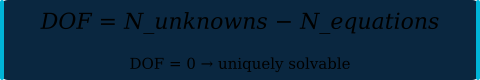 DOF = N_unknowns − N_equations
DOF = 0 → uniquely solvable